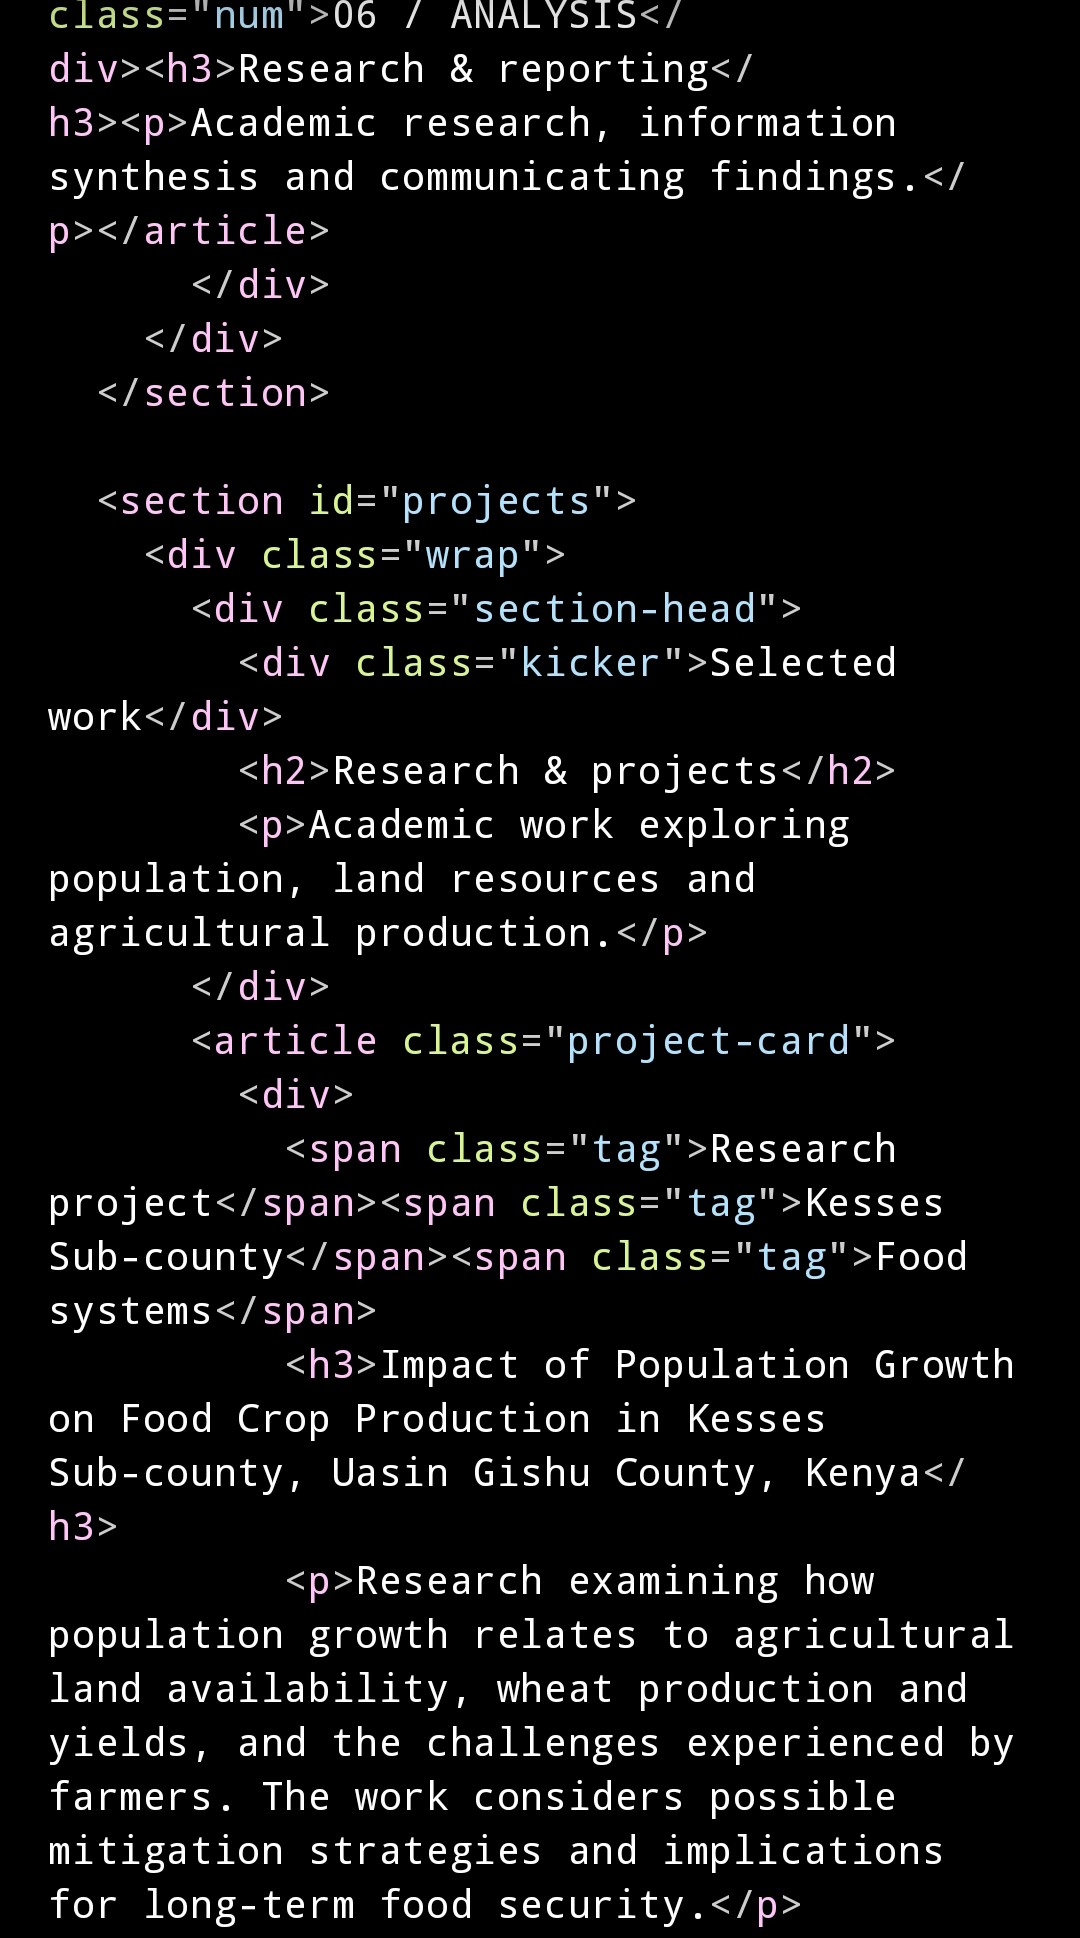 class="num">06 / ANALYSIS</
div><h3>Research & reporting</
h3><p>Academic research, information
synthesis and communicating findings.</
p></article>
      </div>
    </div>
  </section>

  <section id="projects">
    <div class="wrap">
      <div class="section-head">
        <div class="kicker">Selected
work</div>
        <h2>Research & projects</h2>
        <p>Academic work exploring
population, land resources and
agricultural production.</p>
      </div>
      <article class="project-card">
        <div>
          <span class="tag">Research
project</span><span class="tag">Kesses
Sub-county</span><span class="tag">Food
systems</span>
          <h3>Impact of Population Growth
on Food Crop Production in Kesses
Sub-county, Uasin Gishu County, Kenya</
h3>
          <p>Research examining how
population growth relates to agricultural
land availability, wheat production and
yields, and the challenges experienced by
farmers. The work considers possible
mitigation strategies and implications
for long-term food security.</p>